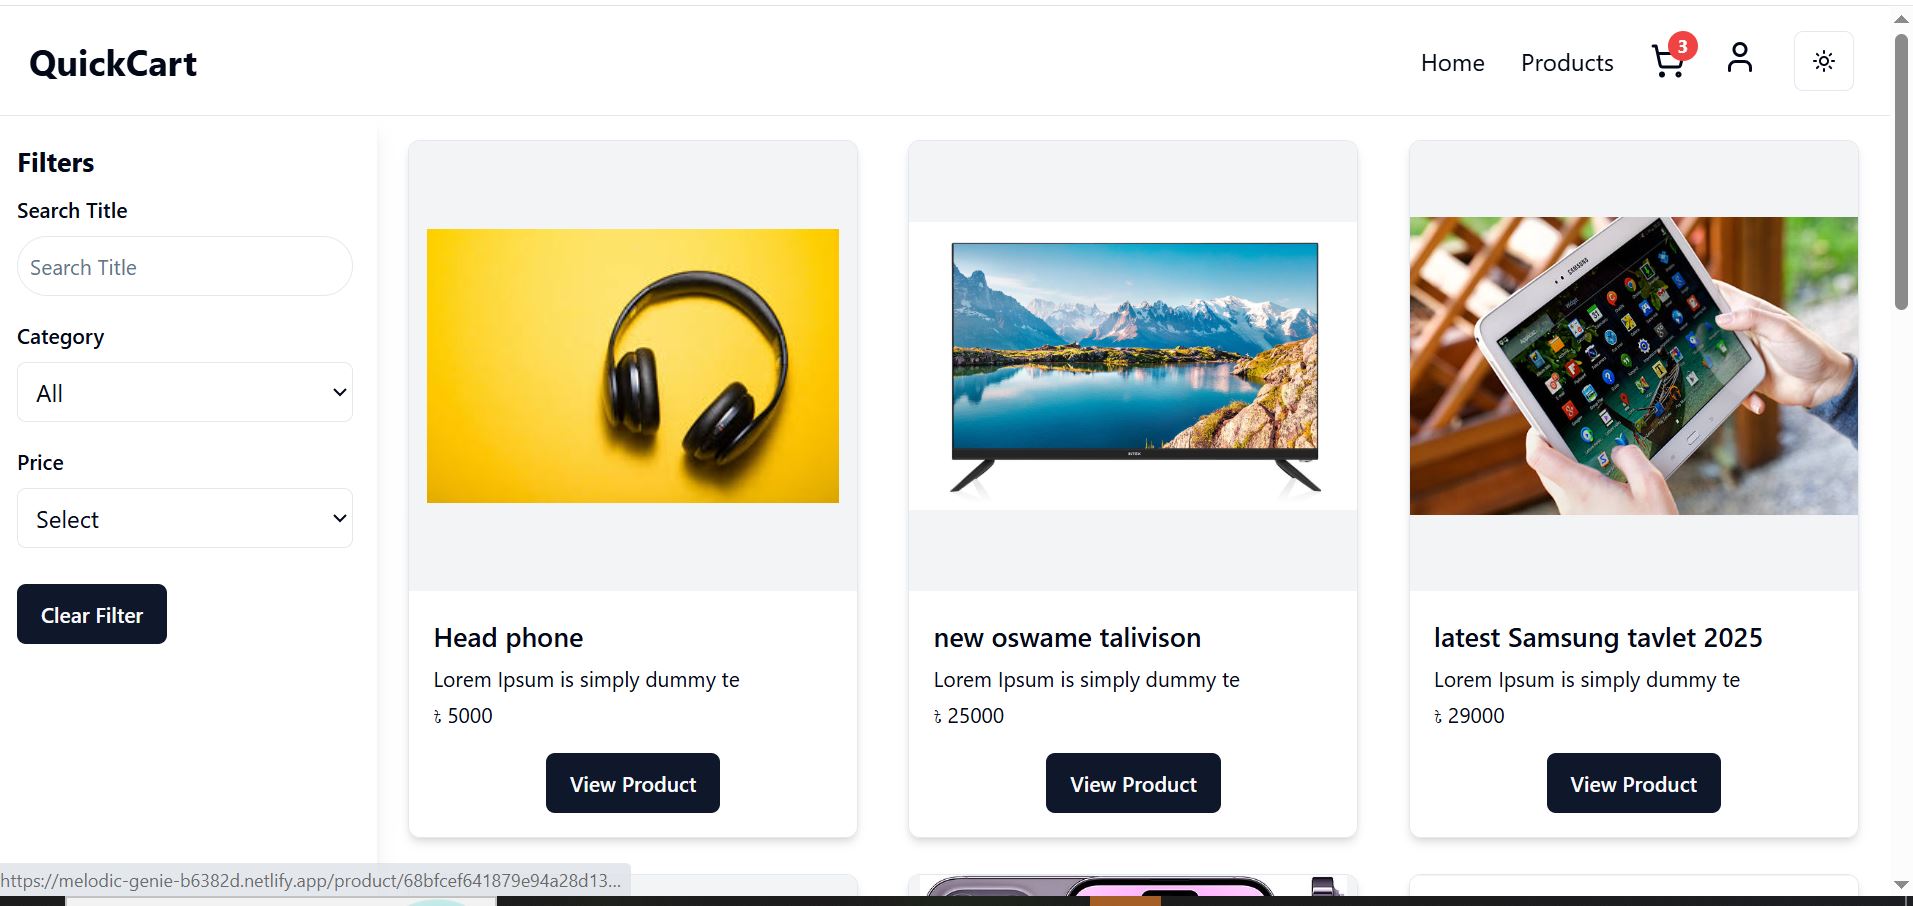 QuickCart
Home
Products
3
Filters
Search Title
Search Title
Category
All
Price
Select
Clear Filter
SAMSUNG
Head phone
Lorem Ipsum is simply dummy te
৳ 5000
View Product
new oswame talivison
Lorem Ipsum is simply dummy te
৳ 25000
View Product
latest Samsung tavlet 2025
Lorem Ipsum is simply dummy te
৳ 29000
View Product
https://melodic-genie-b6382d.netlify.app/product/68bfcef641879e94a28d13...